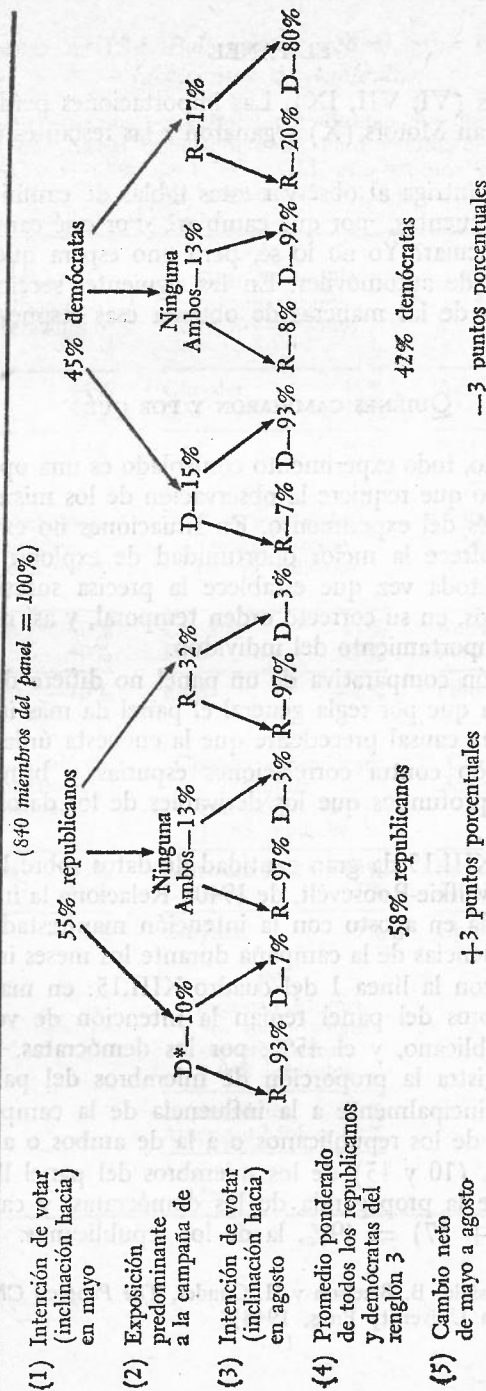 (540 miembros del panel = 100%)
(1) Intención de votar
(inclinación hacia)
en mayo
55% republicanos
45% demócratas
(2) Exposición
predominante
a la campaña de
D*—10%
Ninguna
Ambos—13%
R—32%
D—15%
Ninguna
Ambos—13%
R—17%
(3) Intención de votar
(inclinación hacia)
en agosto
R—93% D—7%
R—97% D—3%
R—97% D—3%
R—7% D—93%
R—8% D—92%
R—20% D—80%
(4) Promedio ponderado
de todos los republicanos
y demócratas del
renglón 3
58% republicanos
42% demócratas
(5) Cambio neto
de mayo a agosto
+3 puntos porcentuales
—3 puntos porcentuales